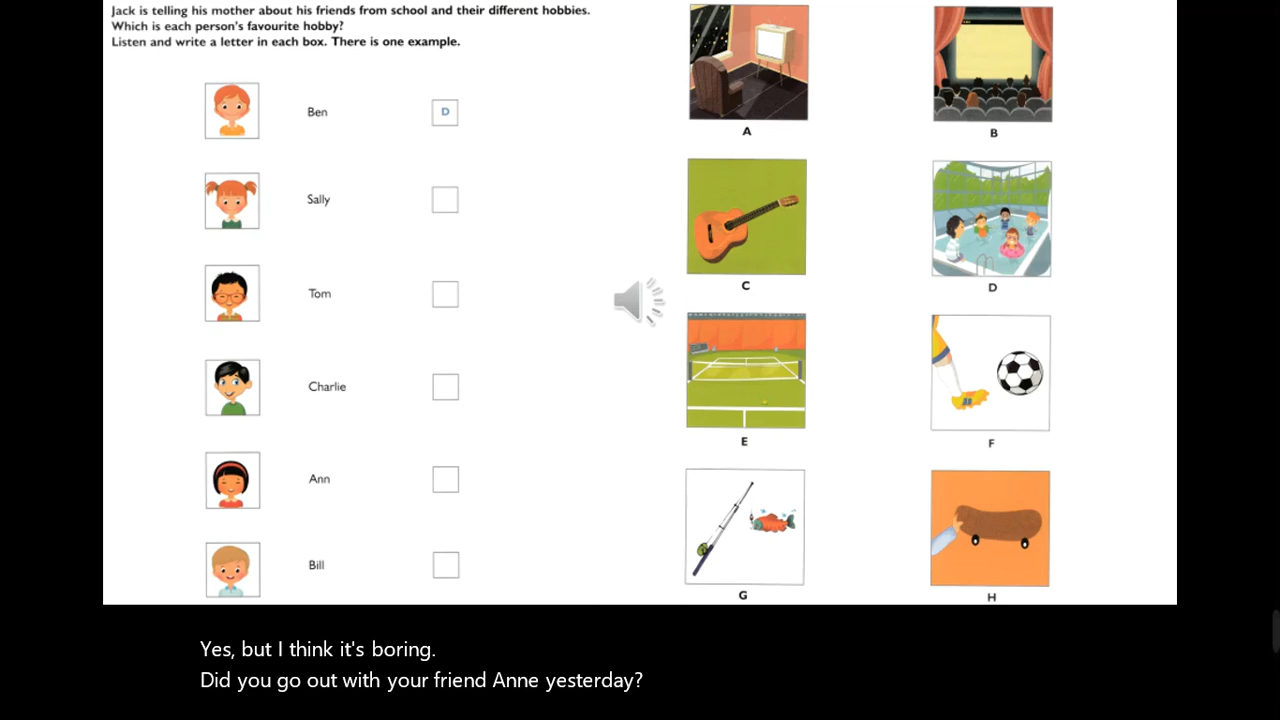 Jack is telling his mother about his friends from school and their different hobbies.
Which is each person's favourite hobby?
Listen and write a letter in each box. There is one example.
Ben
D
Sally
Tom
Charlie
Ann
Bill
A
B
C
D
E
F
G
H
Yes, but I think it's boring.
Did you go out with your friend Anne yesterday?